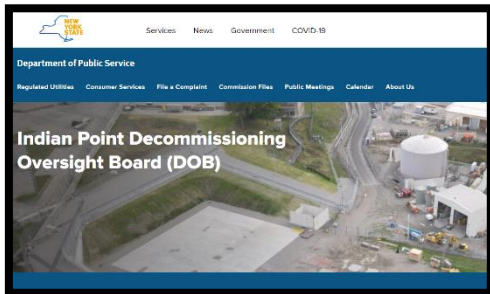 NEW
YORK
STATE
Services News Government COVID-19
Department of Public Service
Regulated Utilities Consumer Services File a Complaint Commission Files Public Meetings Calendar About Us
Indian Point Decommissioning
Oversight Board (DOB)